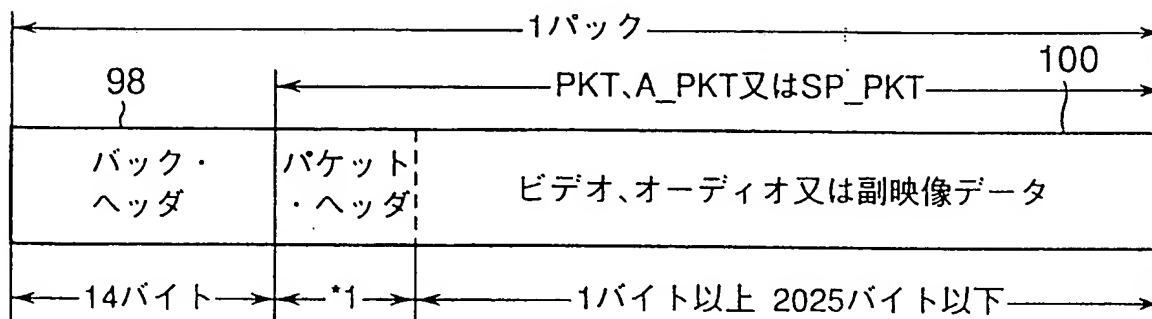 1パック
98
100
PKT、A_PKT又はSP_PKT
バック・
ヘッダ
パケット
・ヘッダ
ビデオ、オーディオ又は副映像データ
14バイト
*1
1バイト以上 2025バイト以下